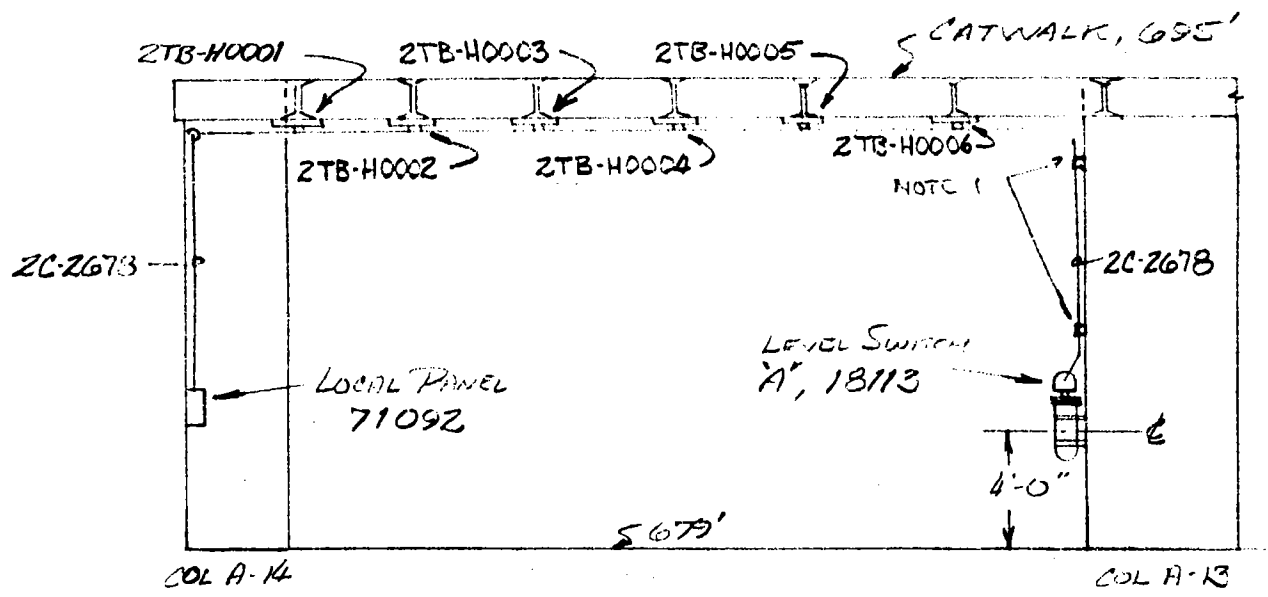 CATWALK, 695'
2TB-H0001
2TB-H0003
2TB-H0005
2TB-H0002
2TB-H0004
2TB-H0006
NOTE 1
2C-2678
2C-2678
LEVEL SWITCH
'A', 18113
LOCAL PANEL
71092
℄
4'-0"
679'
COL A-14
COL A-13